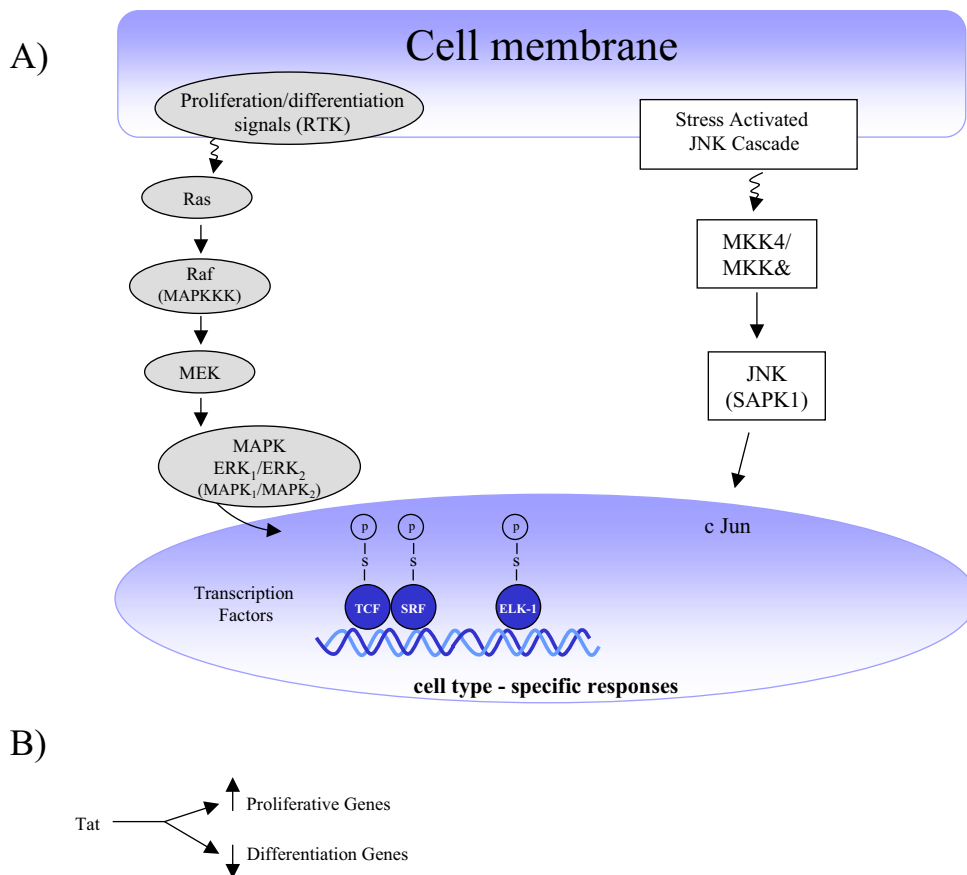 A)
Cell membrane
Proliferation/differentiation
signals (RTK)
Ras
Raf
(MAPKKK)
MEK
MAPK
ERK₁/ERK₂
(MAPK₁/MAPK₂)
Stress Activated
JNK Cascade
MKK4/
MKK&
JNK
(SAPK1)
c Jun
p p p
s s s
Transcription
Factors
TCF SRF ELK-1
cell type - specific responses
B)
Tat
Proliferative Genes
Differentiation Genes